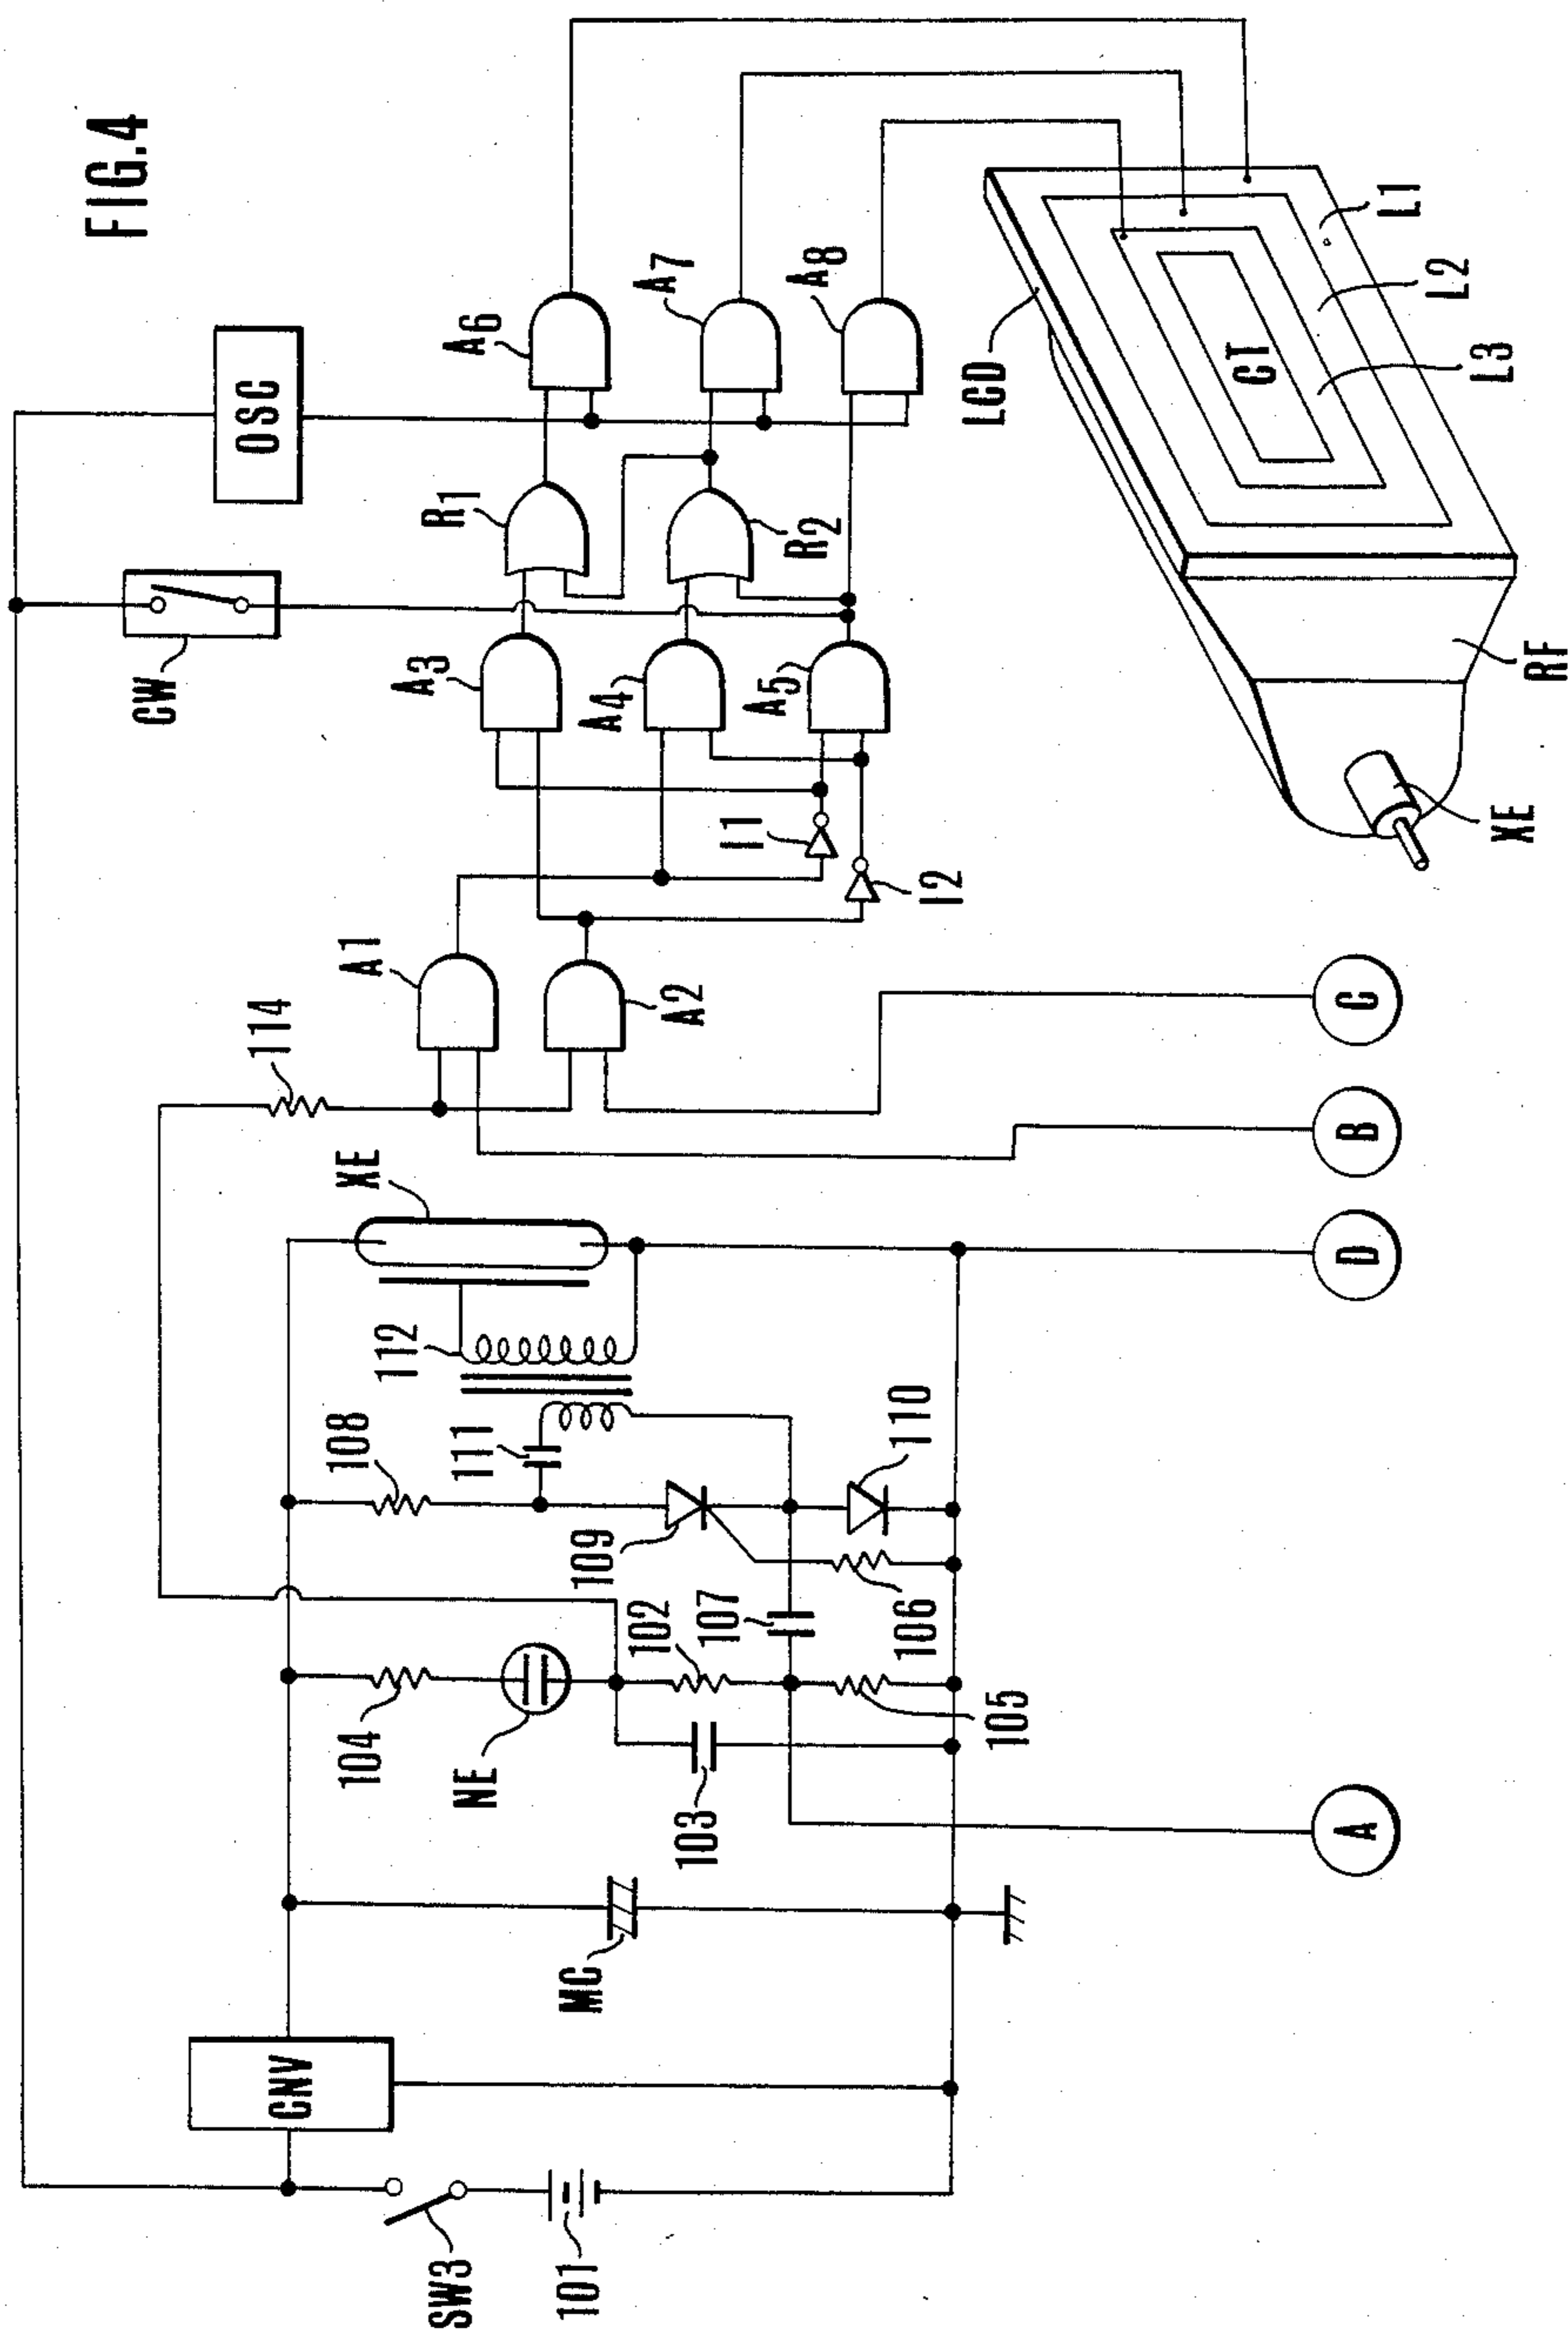 FIG.4
OSC
CW
R1
R2
A6
A7
A8
A3
A4
A5
I1
I2
A1
A2
114
LCD
CT
L1
L2
L3
RF
XE
XE
112
111
108
109
110
107
102
106
104
NE
103
105
MC
CNV
SW3
101
A
D
B
C